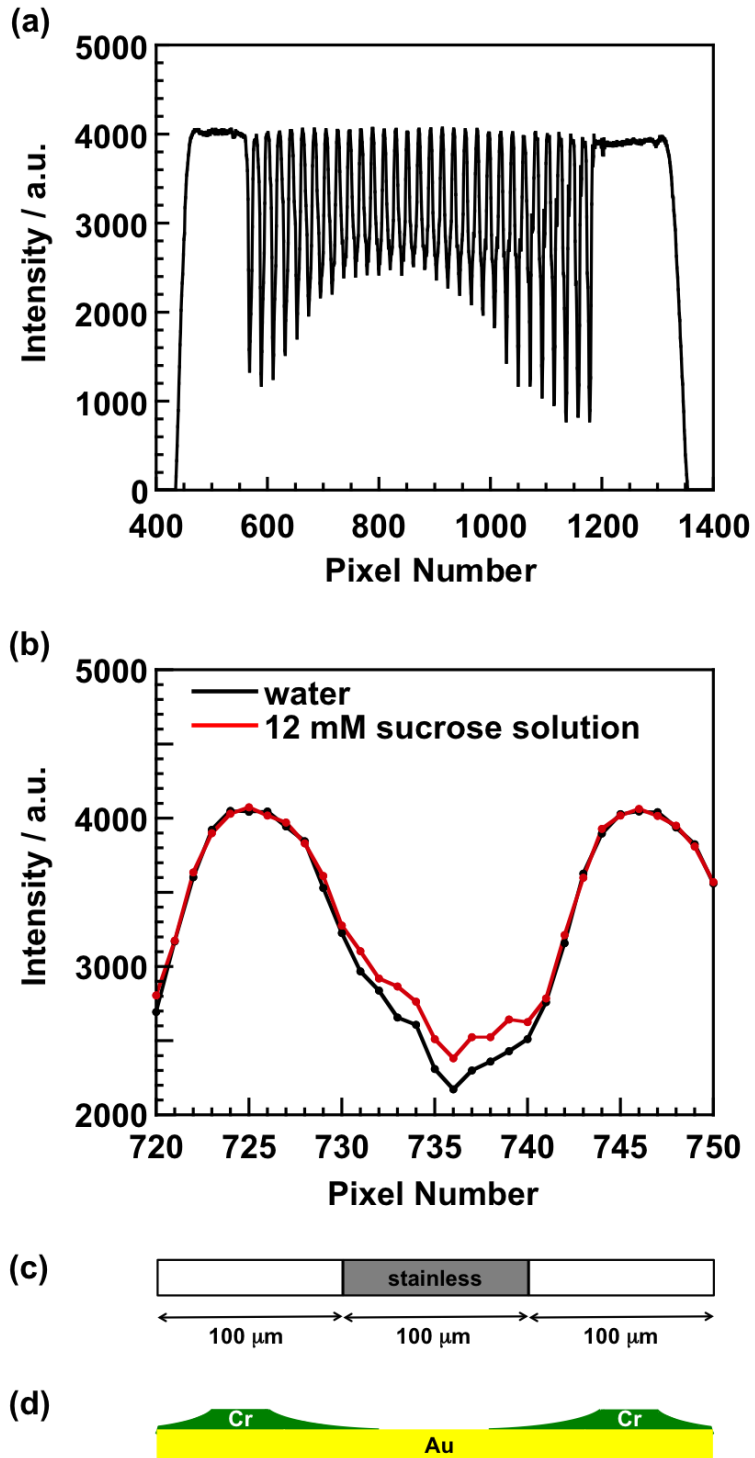 (a)
5000
4000
3000
2000
1000
0
Intensity / a.u.
400 600 800 1000 1200 1400
Pixel Number
(b)
5000
4000
3000
2000
Intensity / a.u.
water
12 mM sucrose solution
720 725 730 735 740 745 750
Pixel Number
(c)
stainless
100 μm 100 μm 100 μm
(d)
Cr Cr
Au